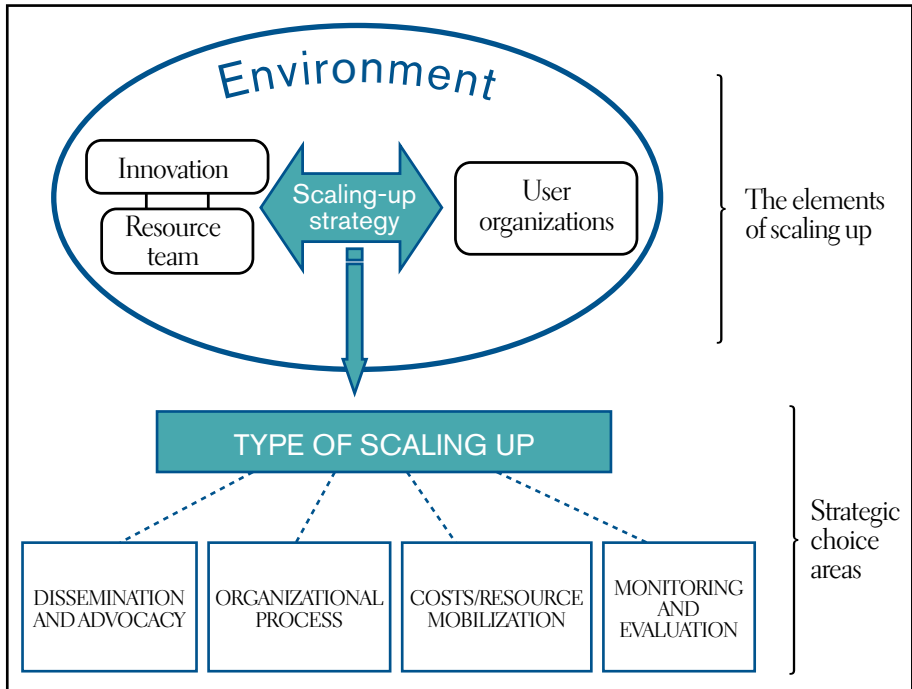 Environment
Innovation
Resource
team
Scaling-up
strategy
User
organizations
The elements
of scaling up
TYPE OF SCALING UP
DISSEMINATION
AND ADVOCACY
ORGANIZATIONAL
PROCESS
COSTS/RESOURCE
MOBILIZATION
MONITORING
AND
EVALUATION
Strategic
choice
areas